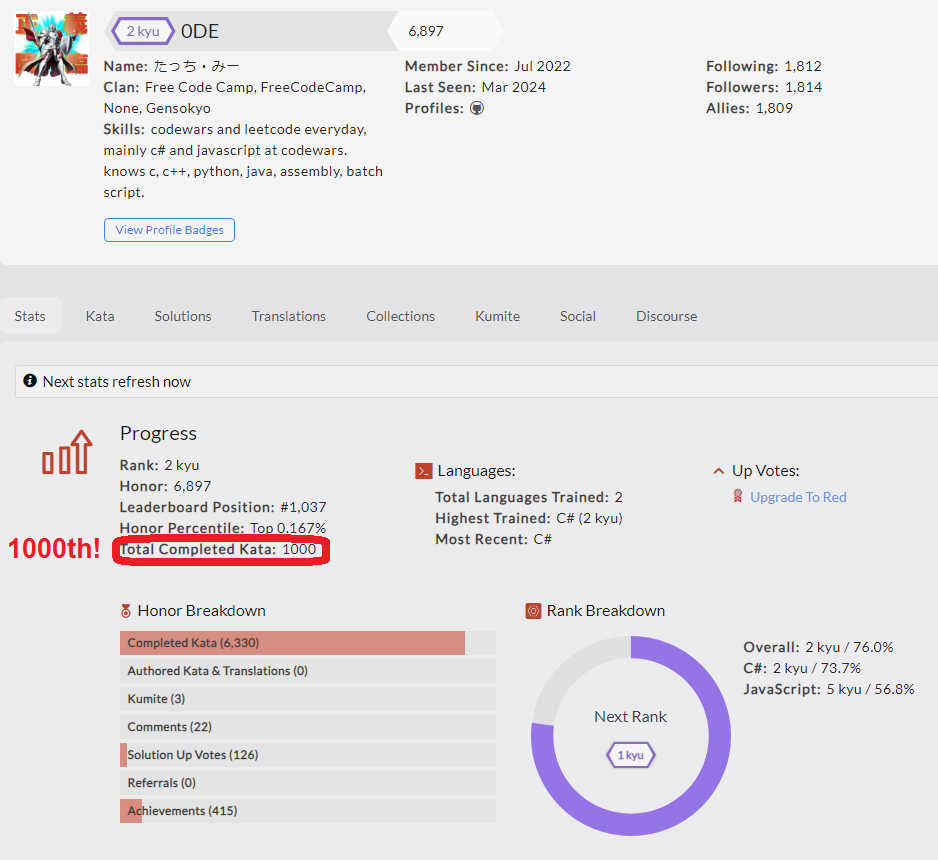 2 kyu 0DE 6,897
Name: たっち・みー
Clan: Free Code Camp, FreeCodeCamp,
None, Gensokyo
Skills: codewars and leetcode everyday,
mainly c# and javascript at codewars.
knows c, c++, python, java, assembly, batch
script.
View Profile Badges
Member Since: Jul 2022
Last Seen: Mar 2024
Profiles:
Following: 1,812
Followers: 1,814
Allies: 1,809
Stats Kata Solutions Translations Collections Kumite Social Discourse
Next stats refresh now
Progress
Rank: 2 kyu
Honor: 6,897
Leaderboard Position: #1,037
Honor Percentile: Top 0.167%
1000th! Total Completed Kata: 1000
Languages:
Total Languages Trained: 2
Highest Trained: C# (2 kyu)
Most Recent: C#
Up Votes:
Upgrade To Red
Honor Breakdown
Completed Kata (6,330)
Authored Kata & Translations (0)
Kumite (3)
Comments (22)
Solution Up Votes (126)
Referrals (0)
Achievements (415)
Rank Breakdown
Next Rank
1 kyu
Overall: 2 kyu / 76.0%
C#: 2 kyu / 73.7%
JavaScript: 5 kyu / 56.8%